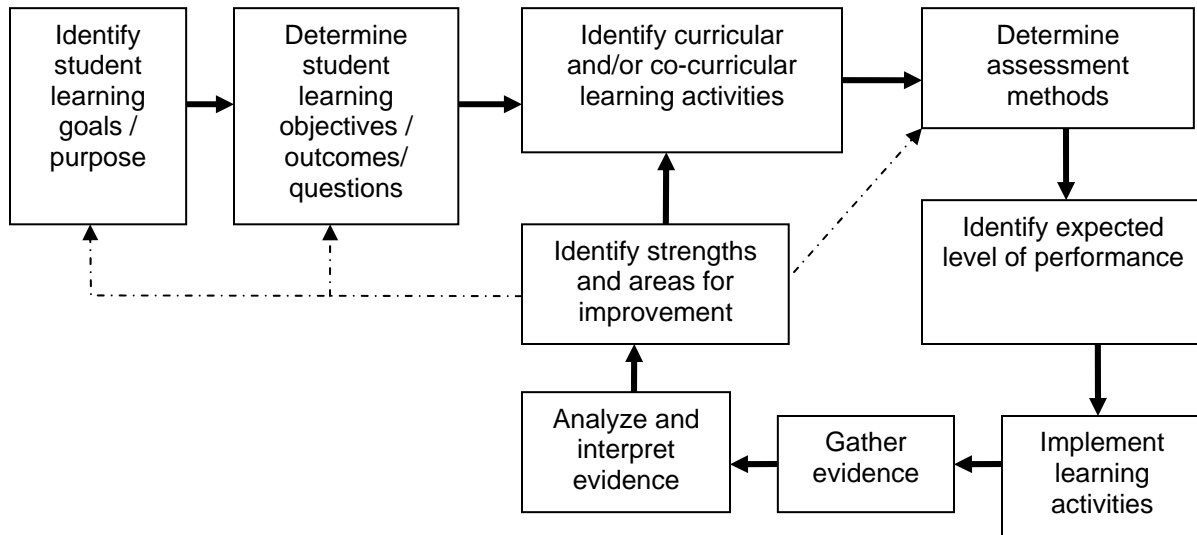 Identify
student
learning
goals /
purpose
Determine
student
learning
objectives /
outcomes/
questions
Identify curricular
and/or co-curricular
learning activities
Determine
assessment
methods
Identify strengths
and areas for
improvement
Identify expected
level of performance
Analyze and
interpret
evidence
Gather
evidence
Implement
learning
activities